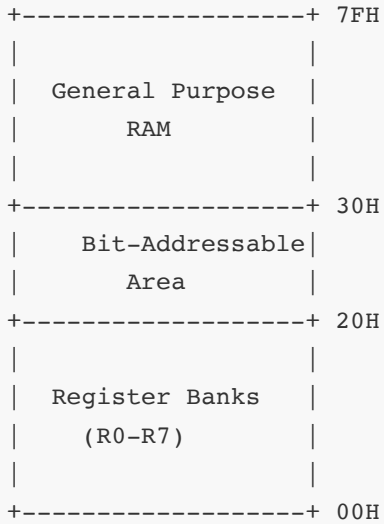 +-------------------+ 7FH
|                   |
|  General Purpose  |
|       RAM         |
|                   |
+-------------------+ 30H
|    Bit-Addressable|
|       Area        |
+-------------------+ 20H
|                   |
|  Register Banks   |
|    (R0-R7)        |
|                   |
+-------------------+ 00H